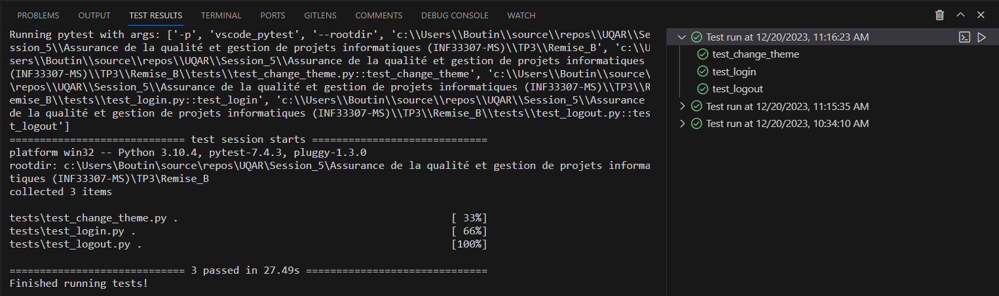 PROBLEMS OUTPUT TEST RESULTS TERMINAL PORTS GITLENS COMMENTS DEBUG CONSOLE WATCH
Running pytest with args: ['-p', 'vscode_pytest', '--rootdir', 'c:\\Users\\Boutin\\source\\repos\\UQAR\\Se
ssion_5\\Assurance de la qualité et gestion de projets informatiques (INF33307-MS)\\TP3\\Remise_B', 'c:\\U
sers\\Boutin\\source\\repos\\UQAR\\Session_5\\Assurance de la qualité et gestion de projets informatiques
(INF33307-MS)\\TP3\\Remise_B\\tests\\test_change_theme.py::test_change_theme', 'c:\\Users\\Boutin\\source\
\repos\\UQAR\\Session_5\\Assurance de la qualité et gestion de projets informatiques (INF33307-MS)\\TP3\\R
emise_B\\tests\\test_login.py::test_login', 'c:\\Users\\Boutin\\source\\repos\\UQAR\\Session_5\\Assurance
de la qualité et gestion de projets informatiques (INF33307-MS)\\TP3\\Remise_B\\tests\\test_logout.py::tes
t_logout']
============================= test session starts =============================
platform win32 -- Python 3.10.4, pytest-7.4.3, pluggy-1.3.0
rootdir: c:\Users\Boutin\source\repos\UQAR\Session_5\Assurance de la qualité et gestion de projets informa
tiques (INF33307-MS)\TP3\Remise_B
collected 3 items
tests\test_change_theme.py . [ 33%]
tests\test_login.py . [ 66%]
tests\test_logout.py . [100%]
============================= 3 passed in 27.49s ==============================
Finished running tests!
Test run at 12/20/2023, 11:16:23 AM
test_change_theme
test_login
test_logout
Test run at 12/20/2023, 11:15:35 AM
Test run at 12/20/2023, 10:34:10 AM